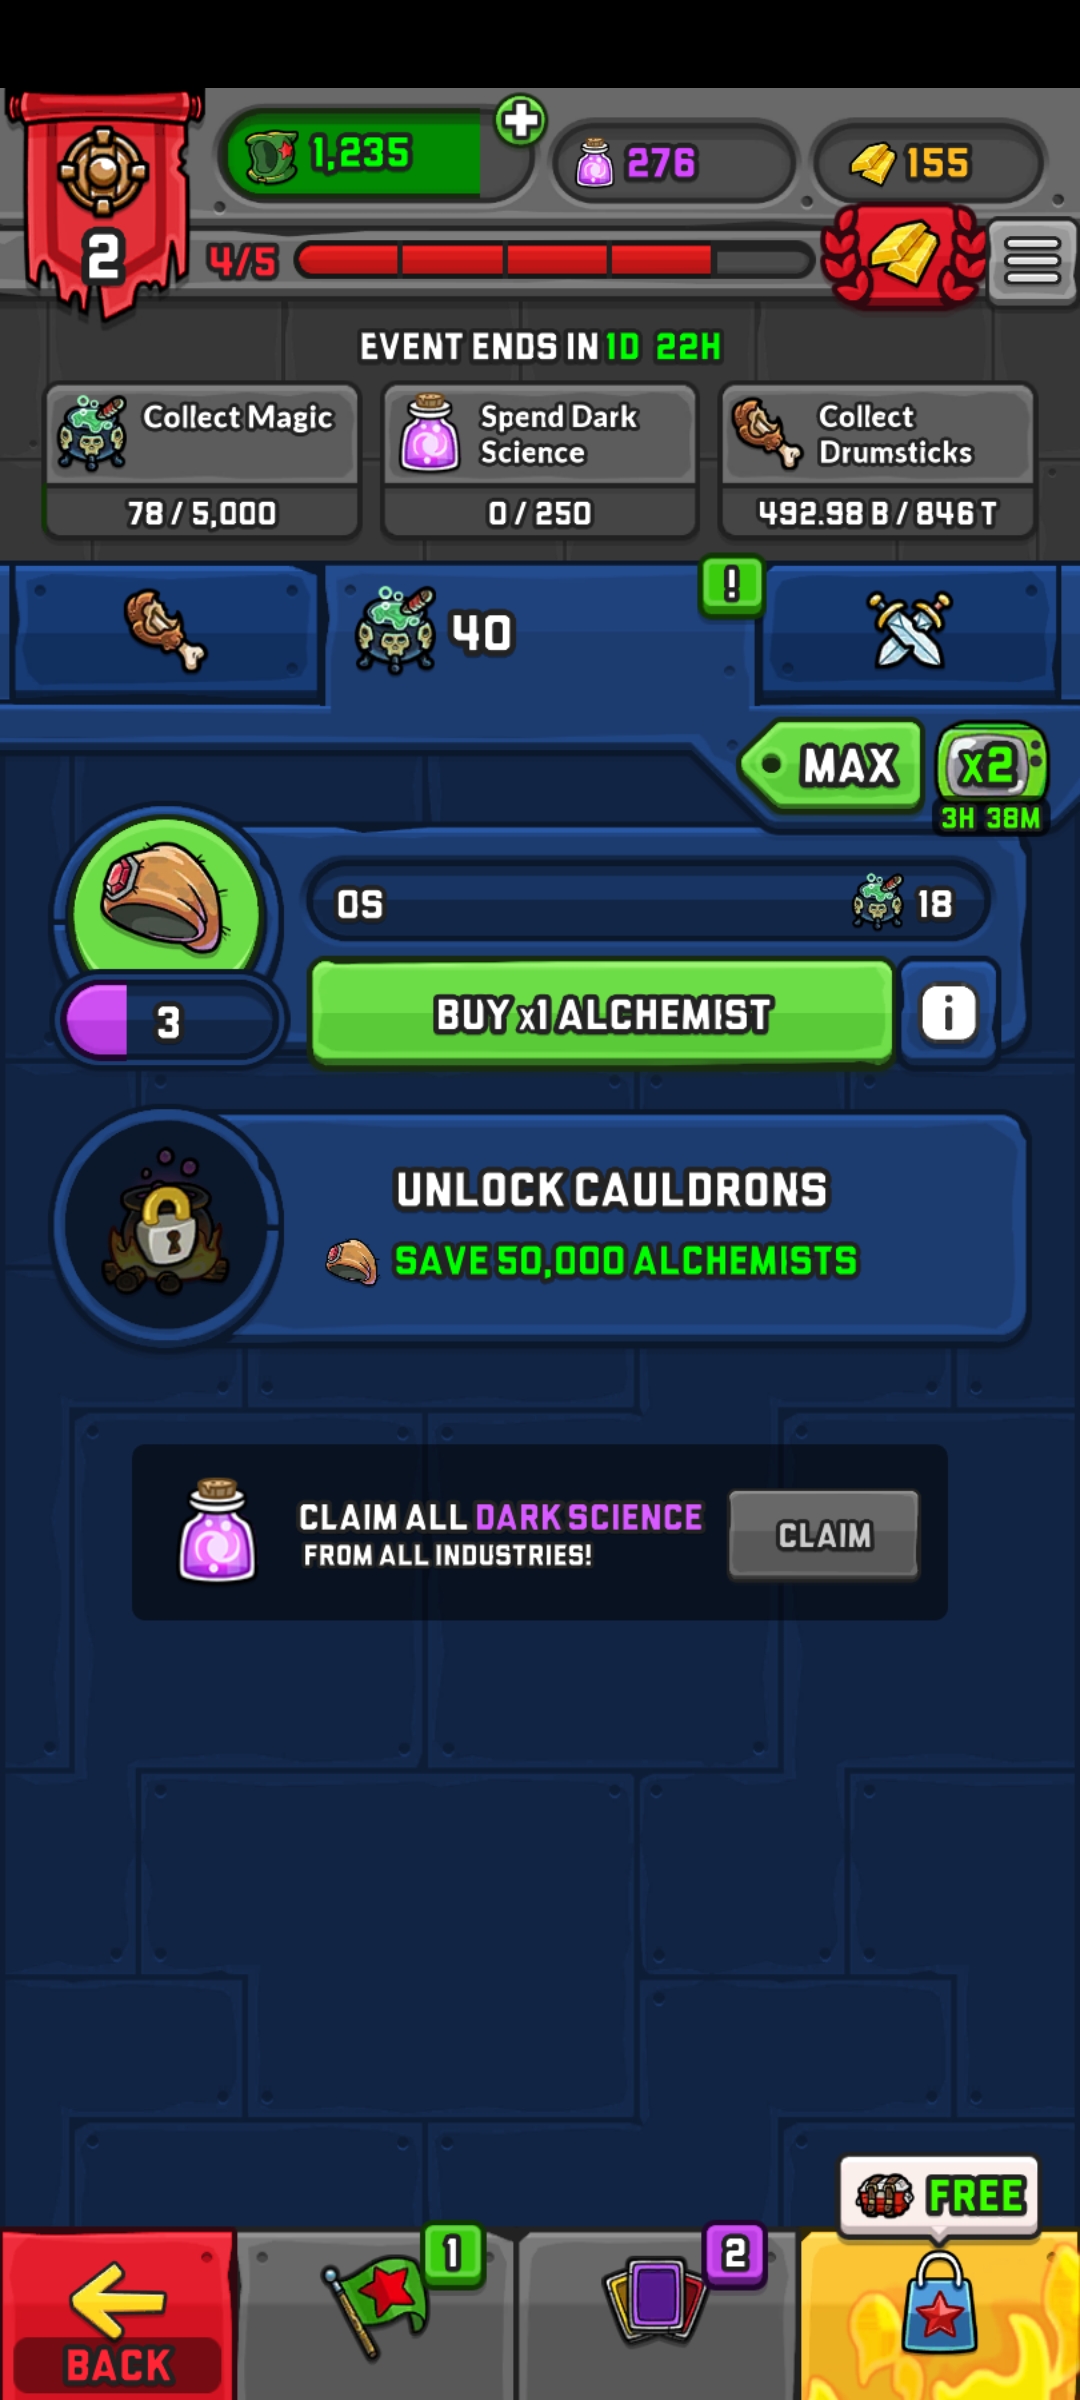 1,235
276
155
2
4/5
EVENT ENDS IN 1D 22H
Collect Magic
78 / 5,000
Spend Dark
Science
0 / 250
Collect
Drumsticks
492.98 B / 846 T
40
!
MAX
x2
3H 38M
0S
18
3
BUY x1 ALCHEMIST
i
UNLOCK CAULDRONS
SAVE 50,000 ALCHEMISTS
CLAIM ALL DARK SCIENCE
FROM ALL INDUSTRIES!
CLAIM
FREE
BACK
1
2